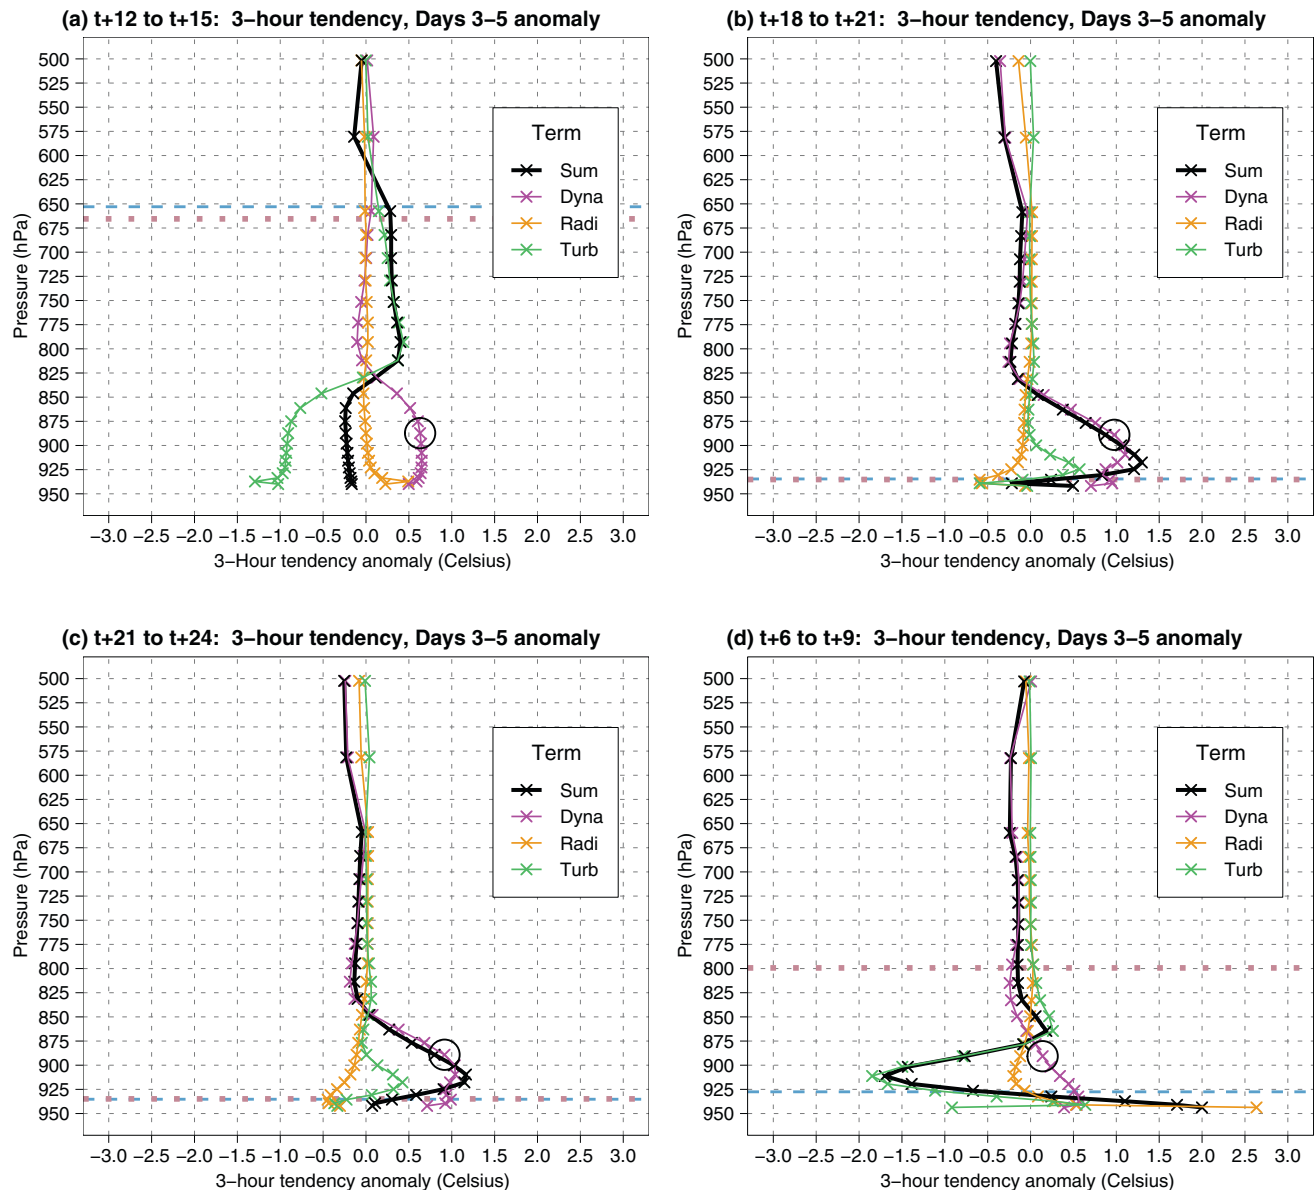 (a) t+12 to t+15: 3−hour tendency, Days 3−5 anomaly
Pressure (hPa)
500
525
550
575
600
625
650
675
700
725
750
775
800
825
850
875
900
925
950
Term
Sum
Dyna
Radi
Turb
−3.0 −2.5 −2.0 −1.5 −1.0 −0.5 0.0 0.5 1.0 1.5 2.0 2.5 3.0
3−Hour tendency anomaly (Celsius)
(b) t+18 to t+21: 3−hour tendency, Days 3−5 anomaly
Pressure (hPa)
500
525
550
575
600
625
650
675
700
725
750
775
800
825
850
875
900
925
950
Term
Sum
Dyna
Radi
Turb
−3.0 −2.5 −2.0 −1.5 −1.0 −0.5 0.0 0.5 1.0 1.5 2.0 2.5 3.0
3−hour tendency anomaly (Celsius)
(c) t+21 to t+24: 3−hour tendency, Days 3−5 anomaly
Pressure (hPa)
500
525
550
575
600
625
650
675
700
725
750
775
800
825
850
875
900
925
950
Term
Sum
Dyna
Radi
Turb
−3.0 −2.5 −2.0 −1.5 −1.0 −0.5 0.0 0.5 1.0 1.5 2.0 2.5 3.0
3−hour tendency anomaly (Celsius)
(d) t+6 to t+9: 3−hour tendency, Days 3−5 anomaly
Pressure (hPa)
500
525
550
575
600
625
650
675
700
725
750
775
800
825
850
875
900
925
950
Term
Sum
Dyna
Radi
Turb
−3.0 −2.5 −2.0 −1.5 −1.0 −0.5 0.0 0.5 1.0 1.5 2.0 2.5 3.0
3−hour tendency anomaly (Celsius)